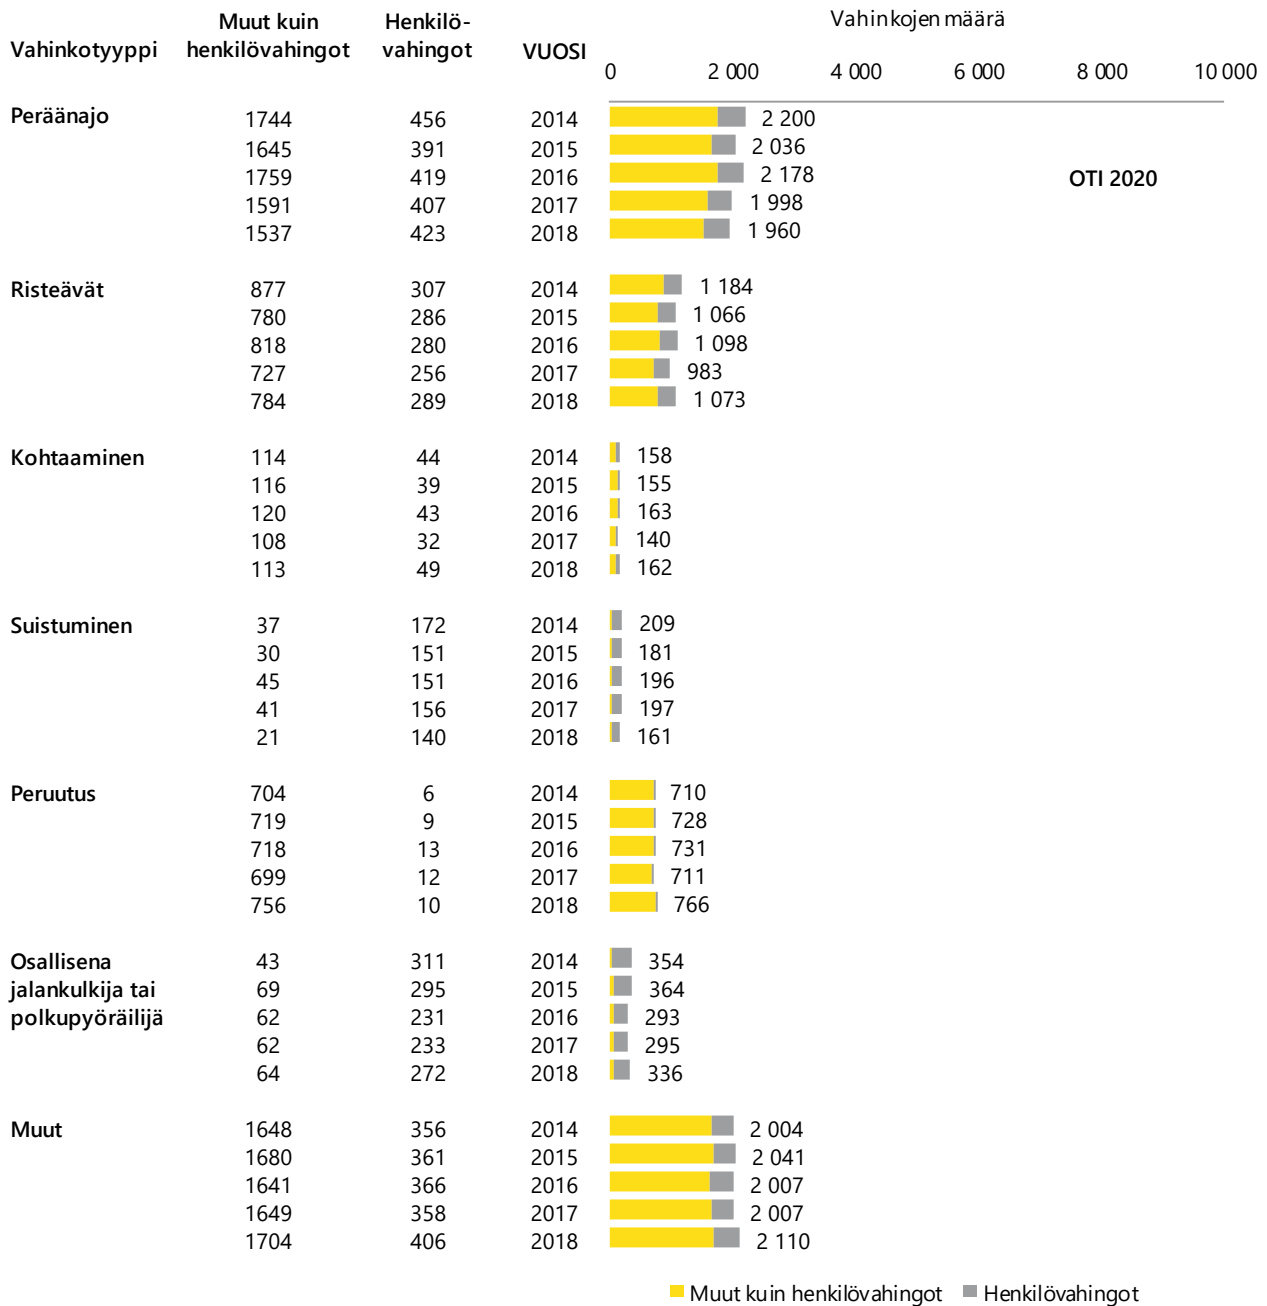 Vahinkojen määrä
Muut kuin Henkilö-
Vahinkotyyppi henkilövahingot vahingot VUOSI
0 2 000 4 000 6 000 8 000 10 000
Peräänajo 1744 456 2014 2 200
1645 391 2015 2 036
1759 419 2016 2 178 OTI 2020
1591 407 2017 1 998
1537 423 2018 1 960
Risteävät 877 307 2014 1 184
780 286 2015 1 066
818 280 2016 1 098
727 256 2017 983
784 289 2018 1 073
Kohtaaminen 114 44 2014 158
116 39 2015 155
120 43 2016 163
108 32 2017 140
113 49 2018 162
Suistuminen 37 172 2014 209
30 151 2015 181
45 151 2016 196
41 156 2017 197
21 140 2018 161
Peruutus 704 6 2014 710
719 9 2015 728
718 13 2016 731
699 12 2017 711
756 10 2018 766
Osallisena 43 311 2014 354
jalankulkija tai 69 295 2015 364
polkupyöräilijä 62 231 2016 293
62 233 2017 295
64 272 2018 336
Muut 1648 356 2014 2 004
1680 361 2015 2 041
1641 366 2016 2 007
1649 358 2017 2 007
1704 406 2018 2 110
Muut kuin henkilövahingot Henkilövahingot